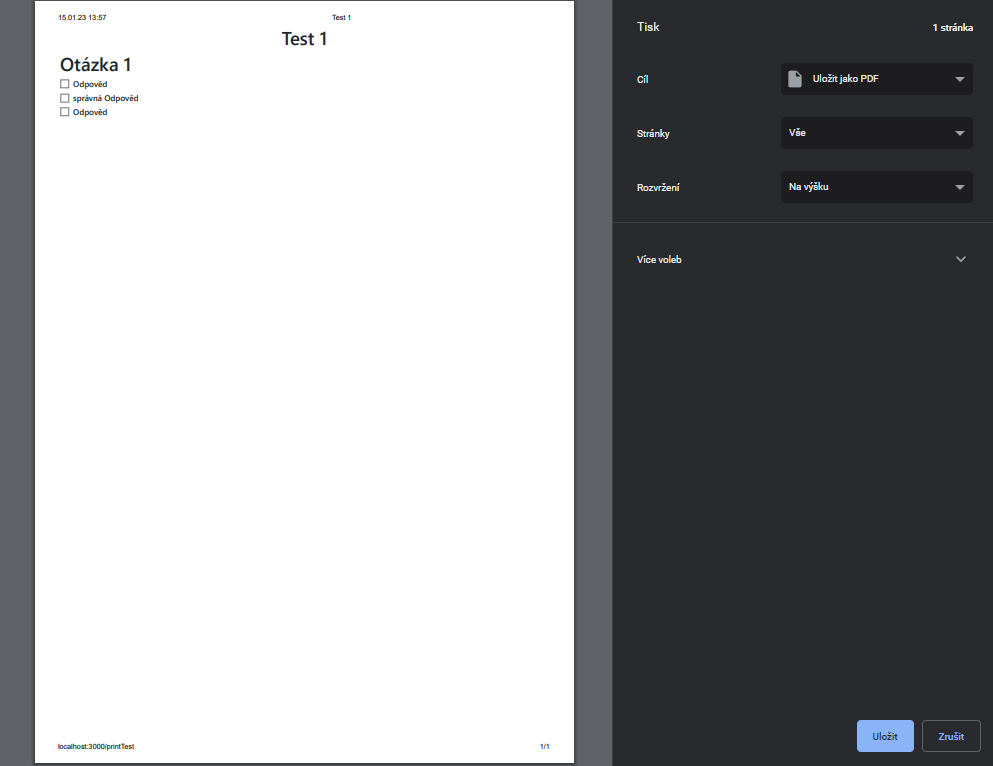 15.01.23 13:57 Test 1
Test 1
Otázka 1
Odpověd
správná Odpověd
Odpověd
localhost:3000/printTest 1/1
Tisk 1 stránka
Cíl Uložit jako PDF
Stránky Vše
Rozvržení Na výšku
Více voleb
Uložit Zrušit